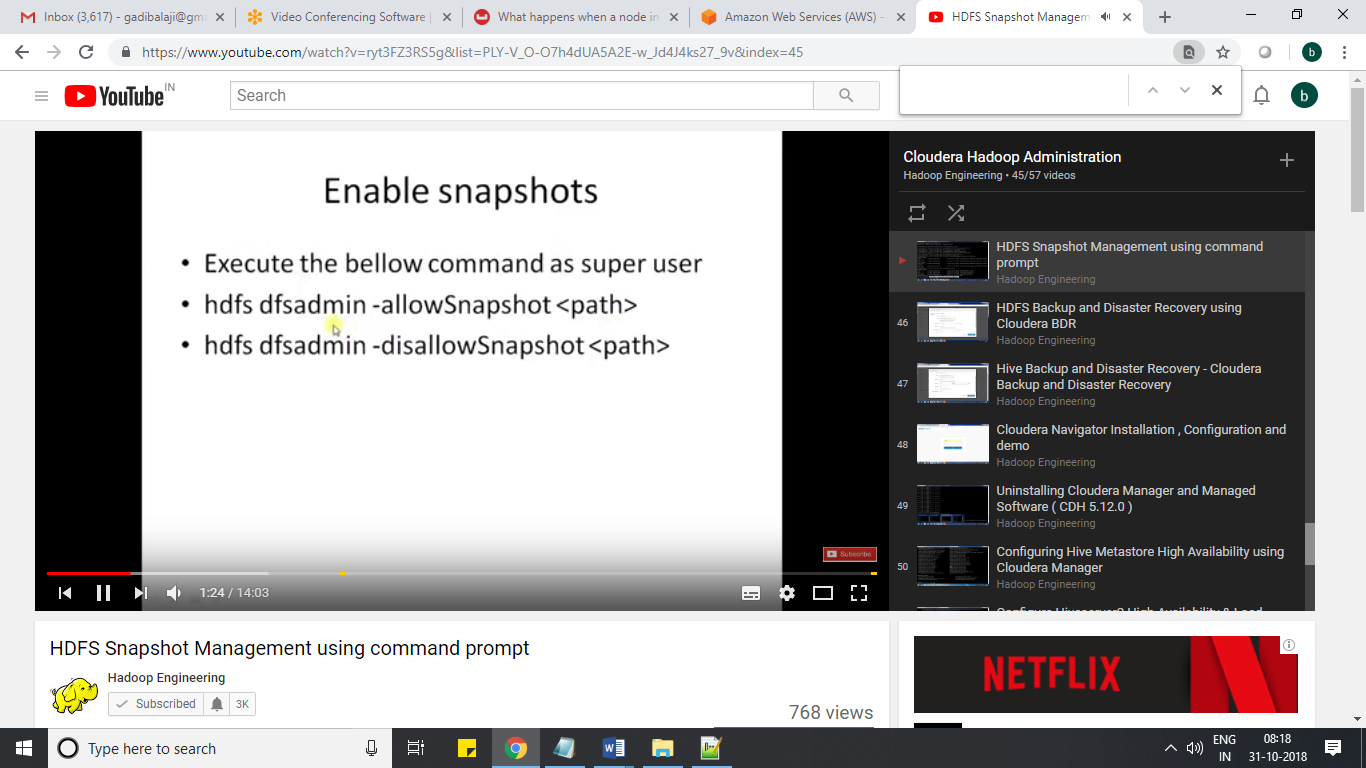 Inbox (3,617) - gadibalaji@gm
Video Conferencing Software |
What happens when a node in
Amazon Web Services (AWS) -
HDFS Snapshot Managem
https://www.youtube.com/watch?v=ryt3FZ3RS5g&list=PLY-V_O-O7h4dUA5A2E-w_Jd4J4ks27_9v&index=45
b
YouTube IN
Search
b
Enable snapshots
• Execute the bellow command as super user
• hdfs dfsadmin -allowSnapshot <path>
• hdfs dfsadmin -disallowSnapshot <path>
Subscribe
1:24 / 14:03
Cloudera Hadoop Administration
Hadoop Engineering • 45/57 videos
HDFS Snapshot Management using command
prompt
Hadoop Engineering
46
HDFS Backup and Disaster Recovery using
Cloudera BDR
Hadoop Engineering
47
Hive Backup and Disaster Recovery - Cloudera
Backup and Disaster Recovery
Hadoop Engineering
48
Cloudera Navigator Installation , Configuration and
demo
Hadoop Engineering
49
Uninstalling Cloudera Manager and Managed
Software ( CDH 5.12.0 )
Hadoop Engineering
50
Configuring Hive Metastore High Availability using
Cloudera Manager
Hadoop Engineering
Configure Hiveserver2 High Availability & Load
HDFS Snapshot Management using command prompt
Hadoop Engineering
Subscribed
3K
768 views
NETFLIX
Type here to search
ENG
IN
08:18
31-10-2018